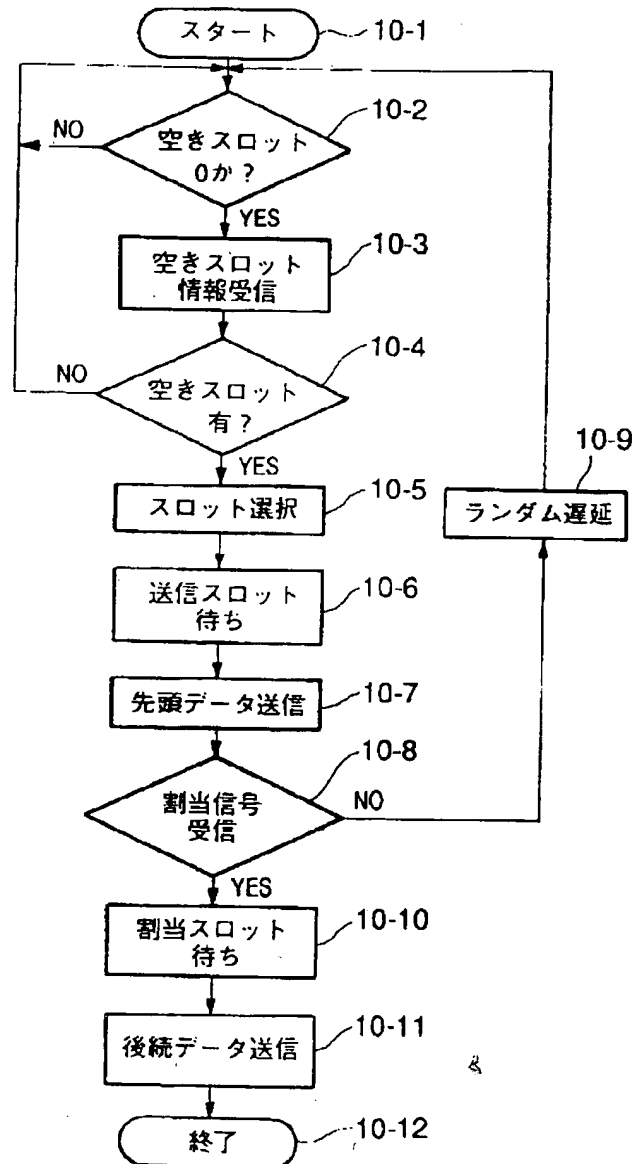 スタート
10-1
10-2
NO
空きスロット
0か?
YES
10-3
空きスロット
情報受信
10-4
NO
空きスロット
有?
YES
10-9
10-5
スロット選択
ランダム遅延
10-6
送信スロット
待ち
10-7
先頭データ送信
10-8
割当信号
受信
NO
YES
10-10
割当スロット
待ち
10-11
後続データ送信
10-12
終了